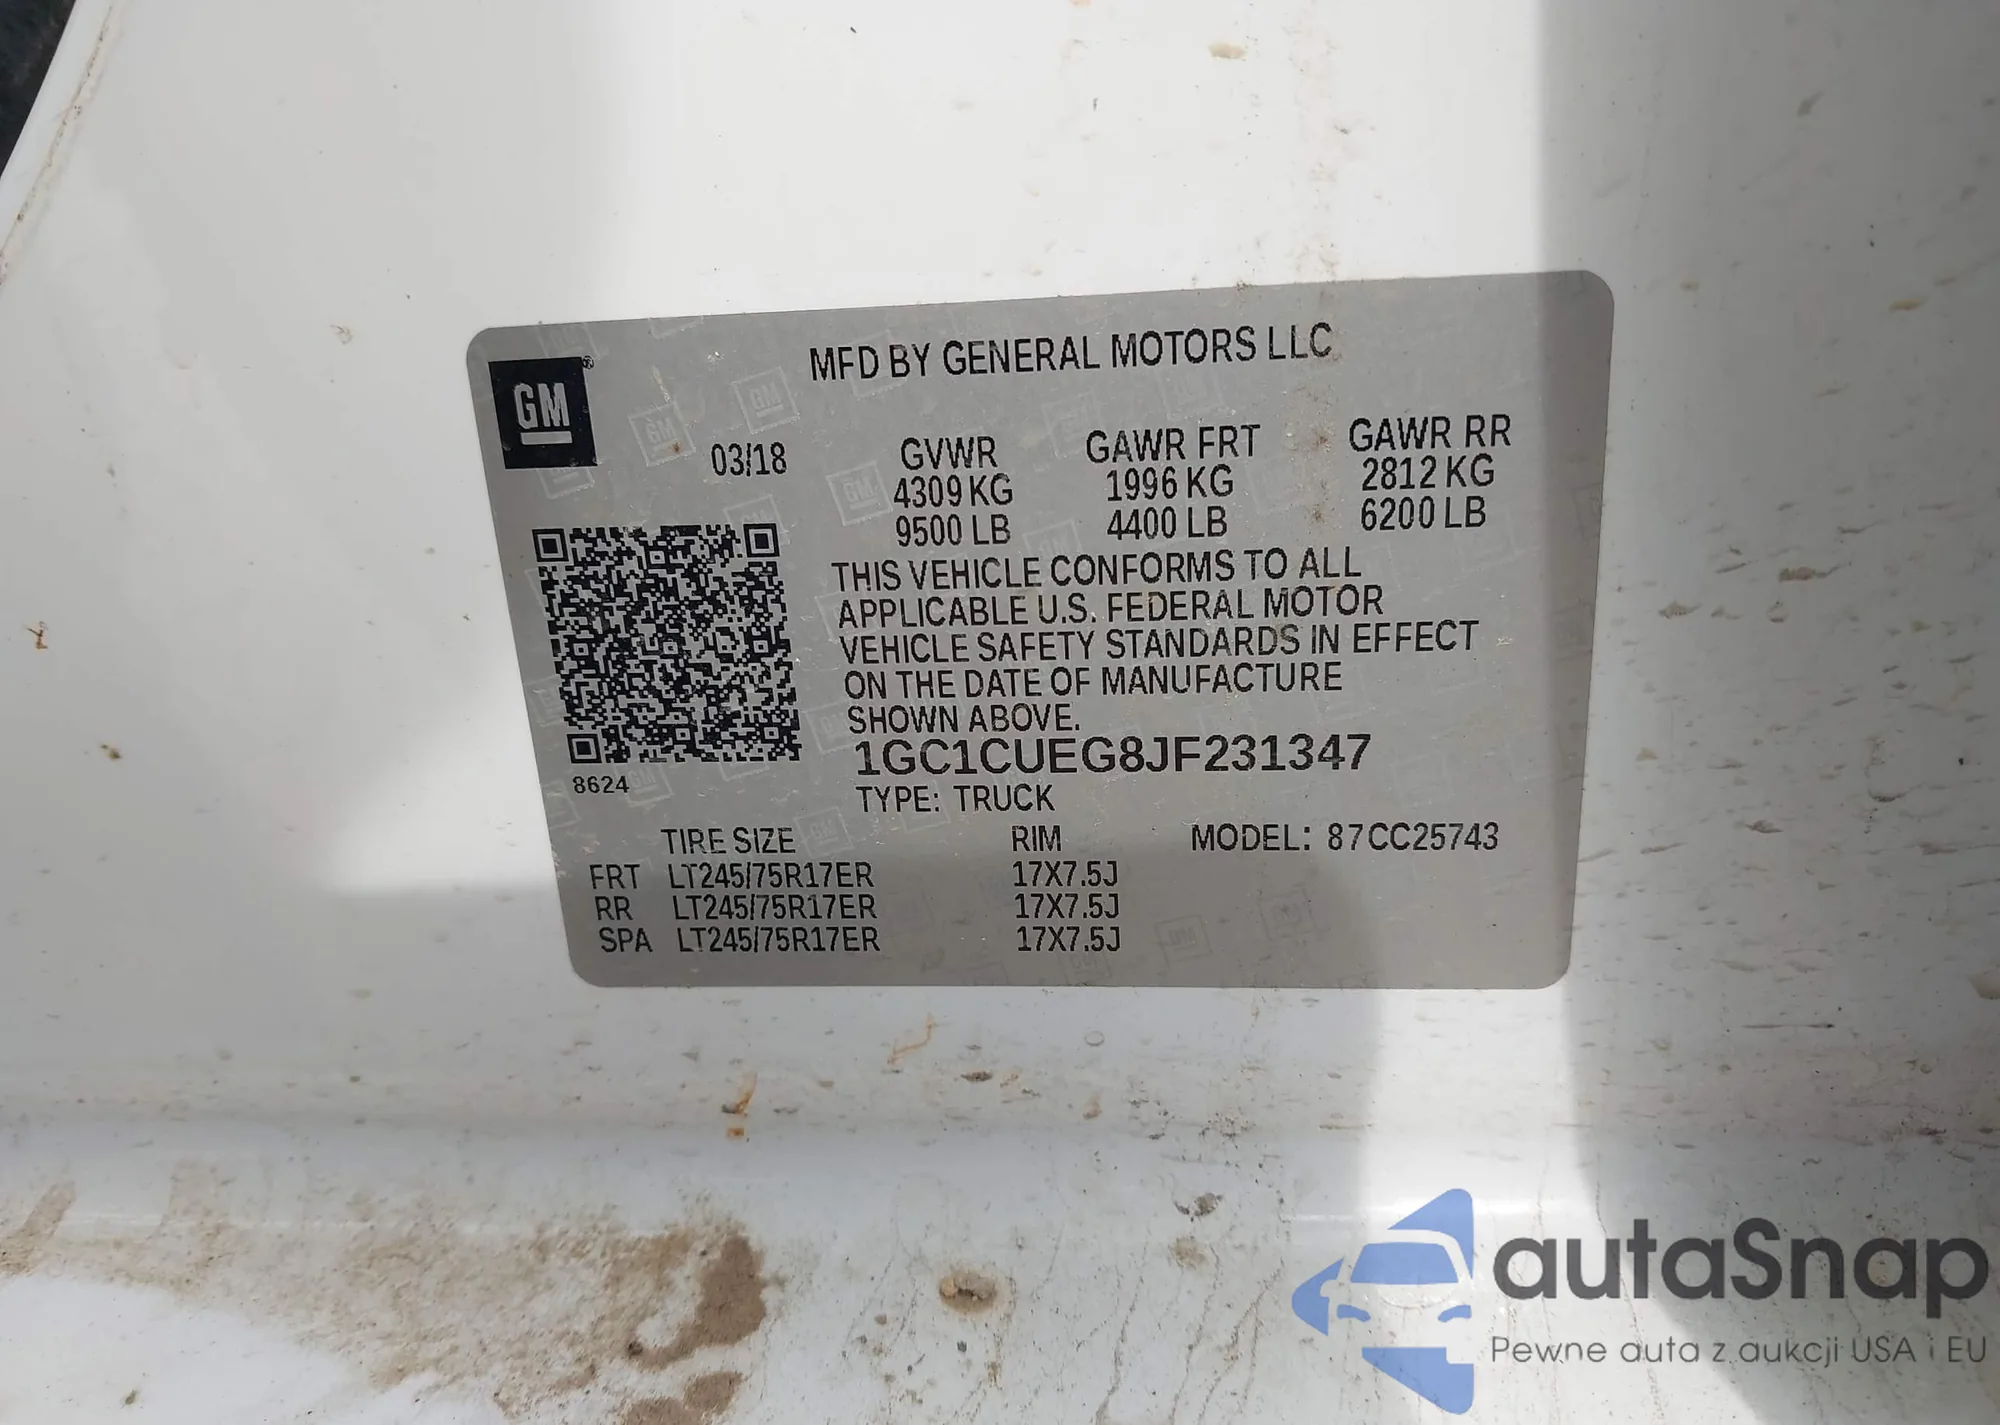 GM
®
MFD BY GENERAL MOTORS LLC
03/18 GVWR GAWR FRT GAWR RR
4309 KG 1996 KG 2812 KG
9500 LB 4400 LB 6200 LB
THIS VEHICLE CONFORMS TO ALL
APPLICABLE U.S. FEDERAL MOTOR
VEHICLE SAFETY STANDARDS IN EFFECT
ON THE DATE OF MANUFACTURE
SHOWN ABOVE.
1GC1CUEG8JF231347
8624
TYPE: TRUCK
TIRE SIZE RIM MODEL: 87CC25743
FRT LT245/75R17ER 17X7.5J
RR LT245/75R17ER 17X7.5J
SPA LT245/75R17ER 17X7.5J
autaSnap
Pewne auta z aukcji USA i EU